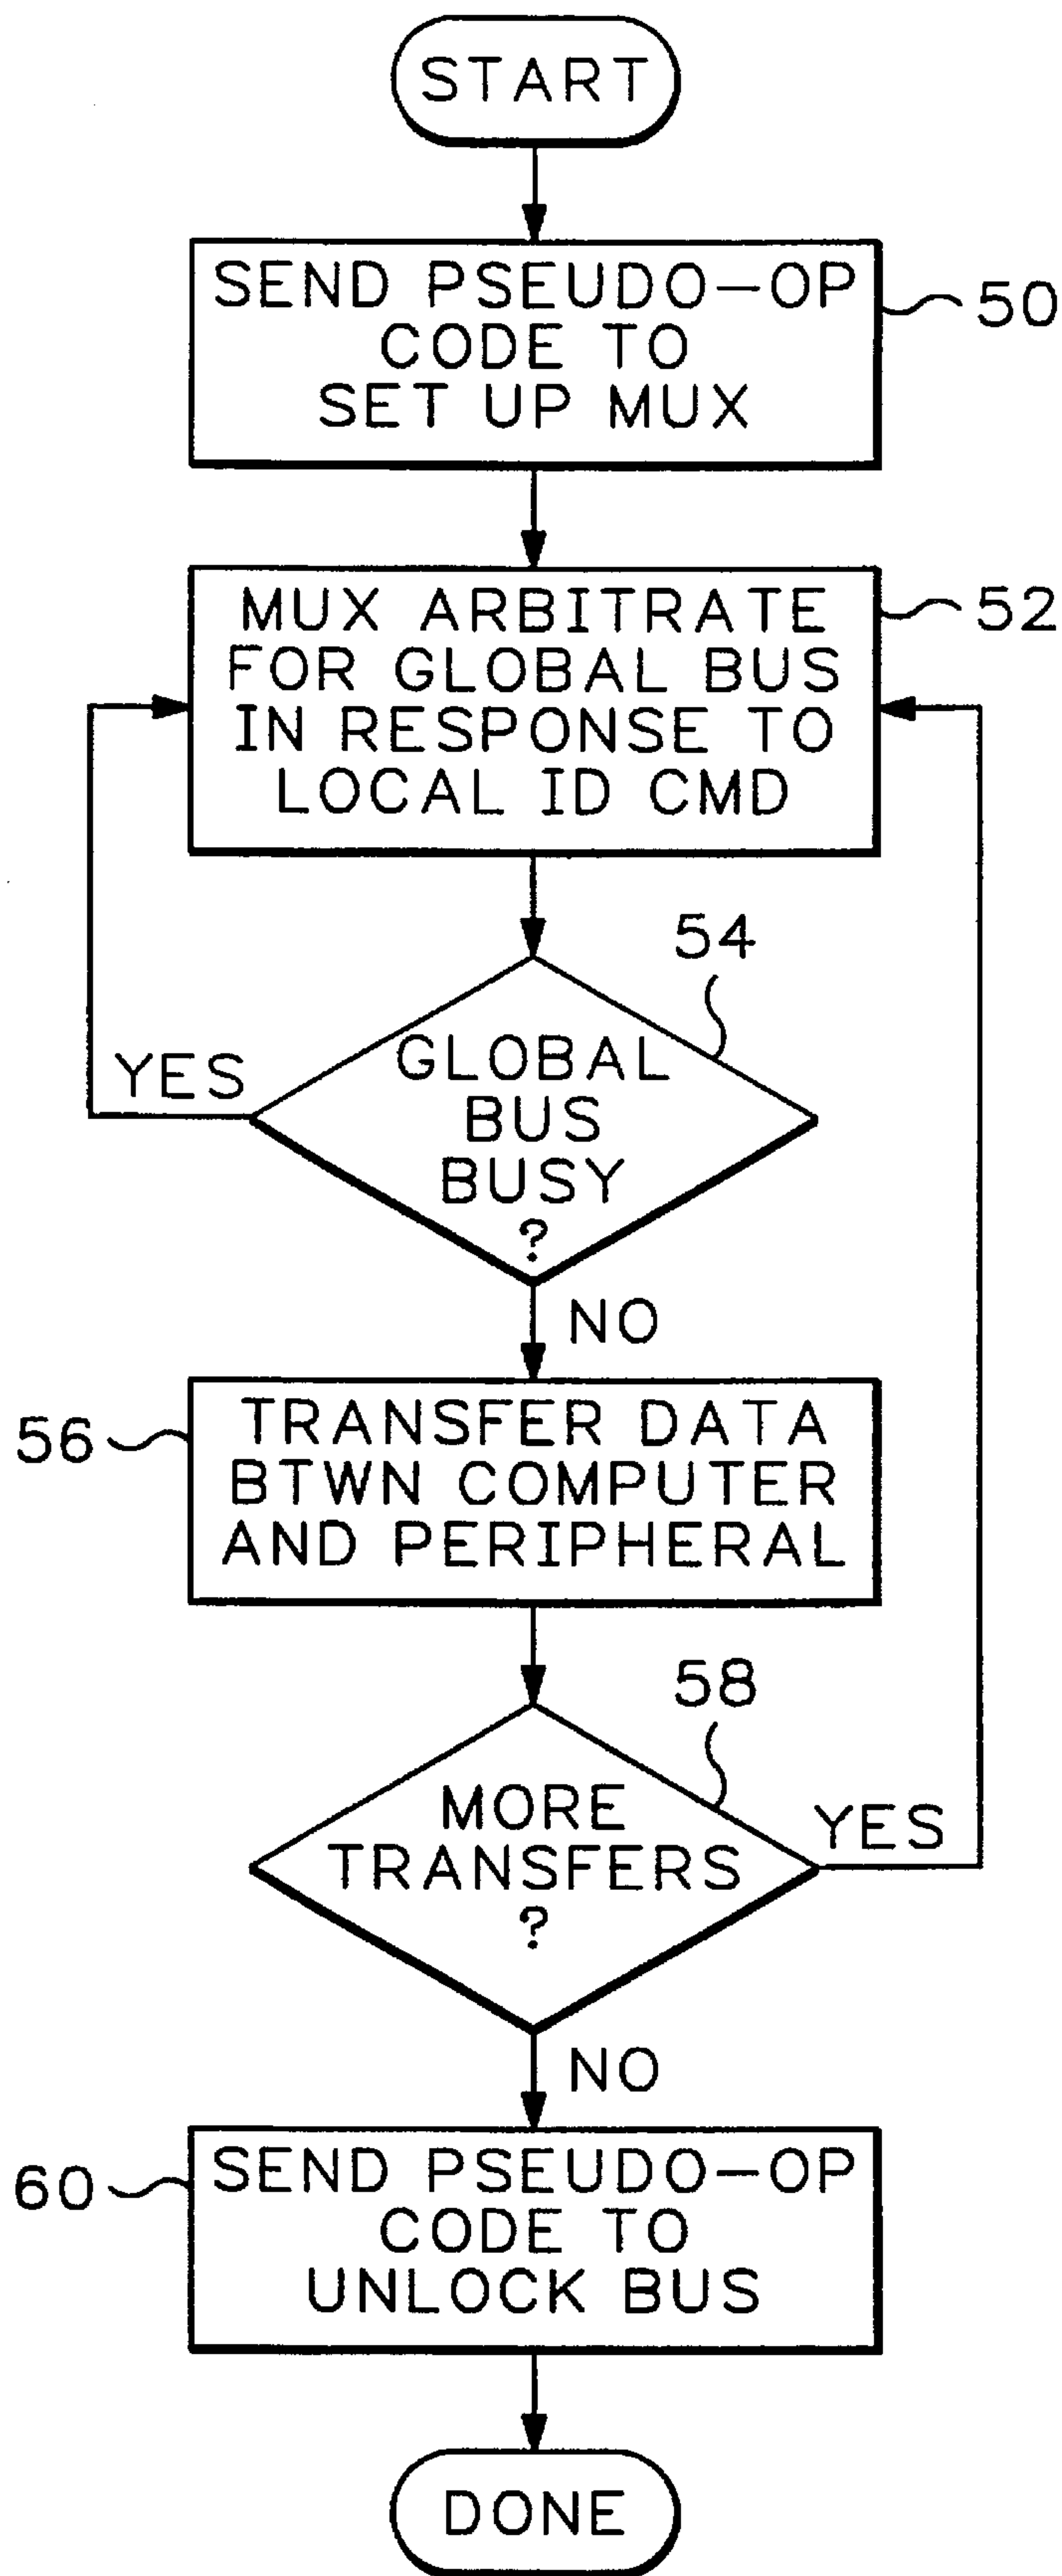 START
SEND PSEUDO-OP
CODE TO
SET UP MUX
50
MUX ARBITRATE
FOR GLOBAL BUS
IN RESPONSE TO
LOCAL ID CMD
52
54
GLOBAL
BUS
BUSY
?
YES
NO
56
TRANSFER DATA
BTWN COMPUTER
AND PERIPHERAL
58
MORE
TRANSFERS
?
YES
NO
60
SEND PSEUDO-OP
CODE TO
UNLOCK BUS
DONE